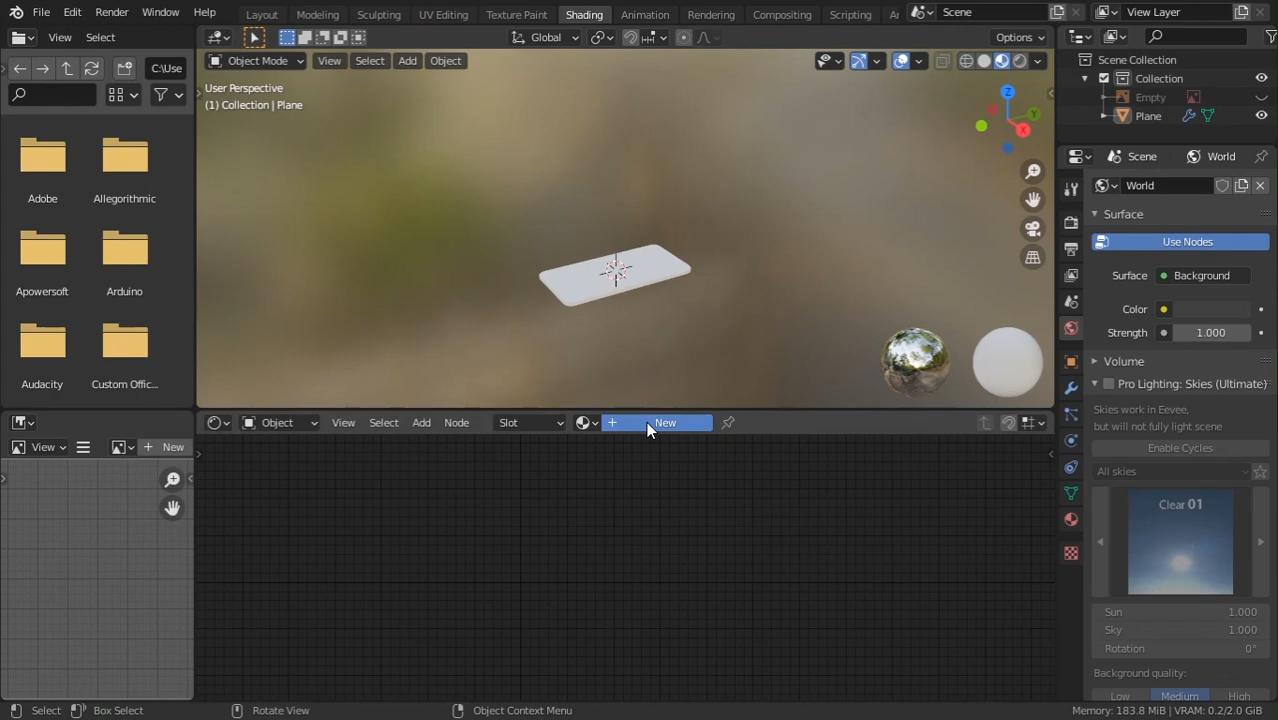 File Edit Render Window Help Layout Modeling Sculpting UV Editing Texture Paint Shading Animation Rendering Compositing Scripting Scene View Layer
View Select
C:\Use
Global Options
Object Mode View Select Add Object
User Perspective
(1) Collection | Plane
Z
Y
X
Adobe Allegorithmic
Apowersoft Arduino
Audacity Custom Offic...
Scene Collection
Collection
Empty
Plane
Scene World
World
Surface
Use Nodes
Surface Background
Color
Strength 1.000
Volume
Pro Lighting: Skies (Ultimate)
Skies work in Eevee,
but will not fully light scene
Enable Cycles
All skies
Clear 01
Sun 1.000
Sky 1.000
Rotation 0°
Background quality:
Low Medium High
Object View Select Add Node Slot New
View New
Select Box Select Rotate View Object Context Menu Memory: 183.8 MiB | VRAM: 0.2/2.0 GiB